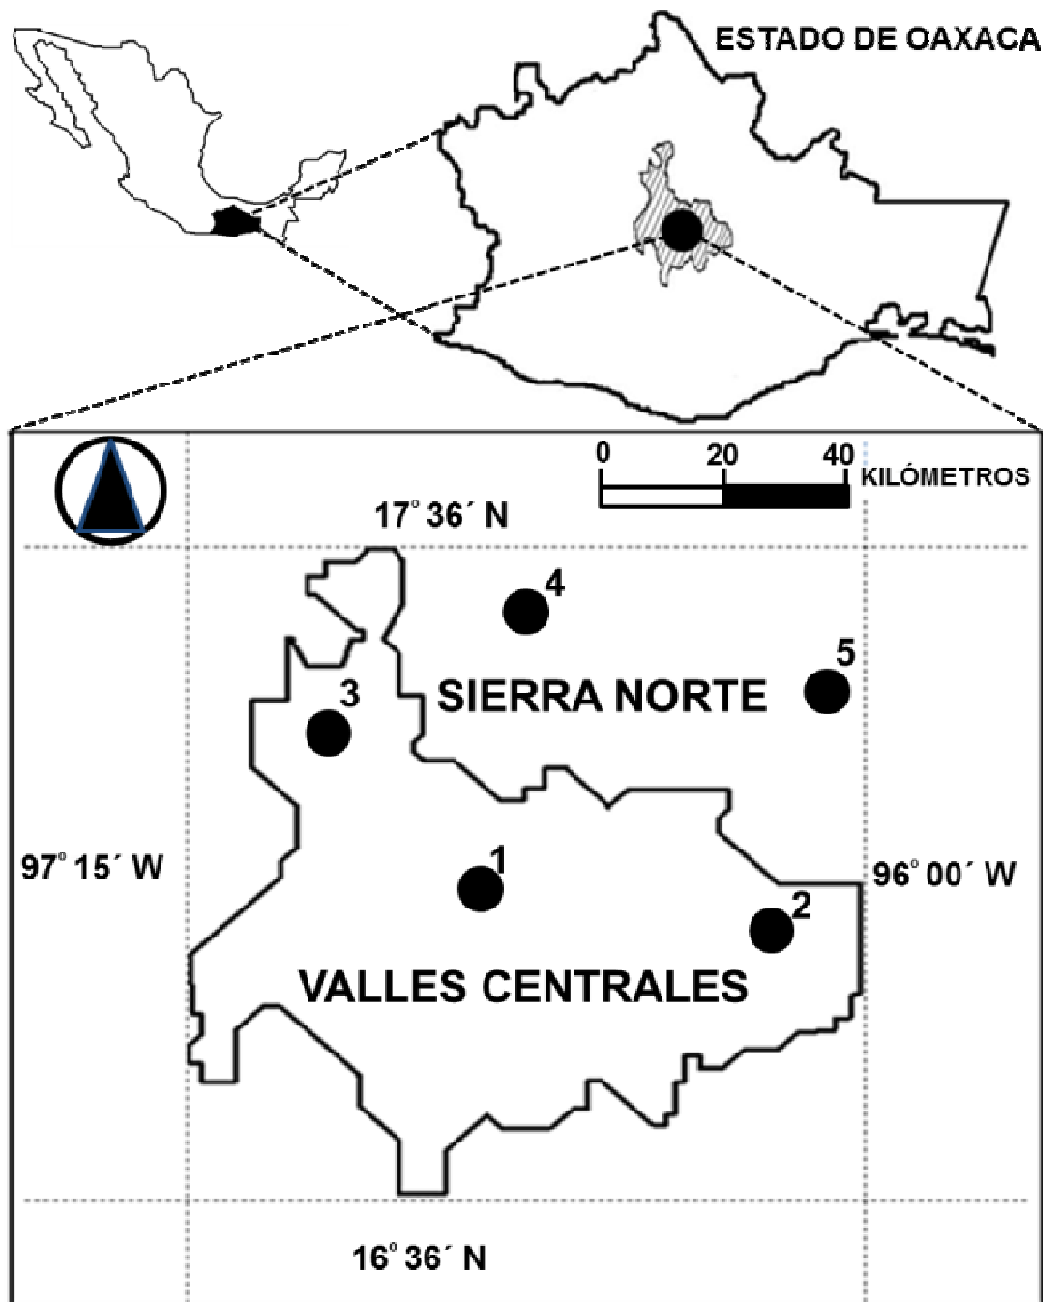 ESTADO DE OAXACA
0 20 40
KILÓMETROS
17° 36´ N
4
5
SIERRA NORTE
3
97° 15´ W
1
96° 00´ W
2
VALLES CENTRALES
16° 36´ N